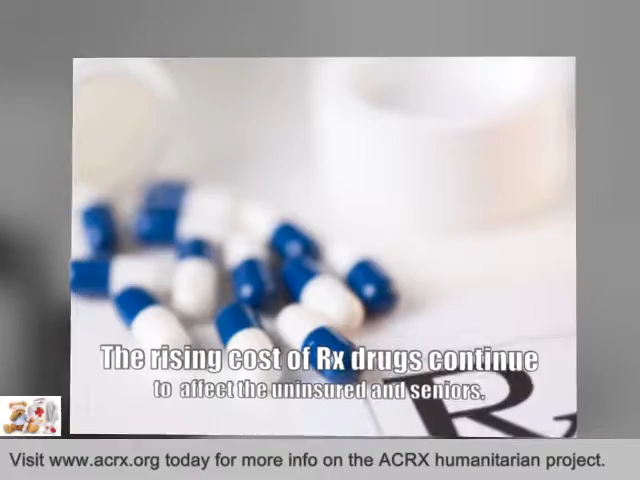 The rising cost of Rx drugs continue
to affect the uninsured and seniors.
R
Visit www.acrx.org today for more info on the ACRX humanitarian project.